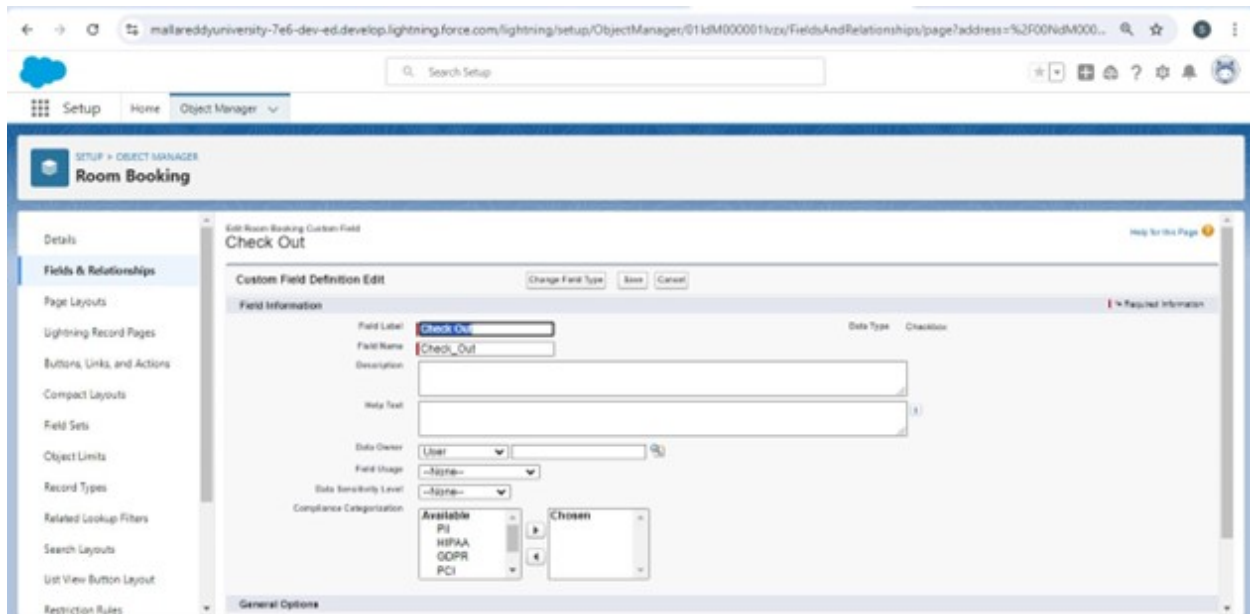 mallareddyuniversity-7e6-dev-ed.develop.lightning.force.com/lightning/setup/ObjectManager/01IdM000001lvzx/FieldsAndRelationships/page?address=%2F00NdM000...
S
Search Setup
Setup Home Object Manager
SETUP > OBJECT MANAGER
Room Booking
Details
Fields & Relationships
Page Layouts
Lightning Record Pages
Buttons, Links, and Actions
Compact Layouts
Field Sets
Object Limits
Record Types
Related Lookup Filters
Search Layouts
List View Button Layout
Restriction Rules
Edit Room Booking Custom Field
Check Out
Help for this Page
Custom Field Definition Edit Change Field Type Save Cancel
Field Information = Required Information
Field Label Check Out Data Type Checkbox
Field Name Check_Out
Description
Help Text
Data Owner User
Field Usage --None--
Data Sensitivity Level --None--
Compliance Categorization Available Chosen
PII
HIPAA
GDPR
PCI
General Options